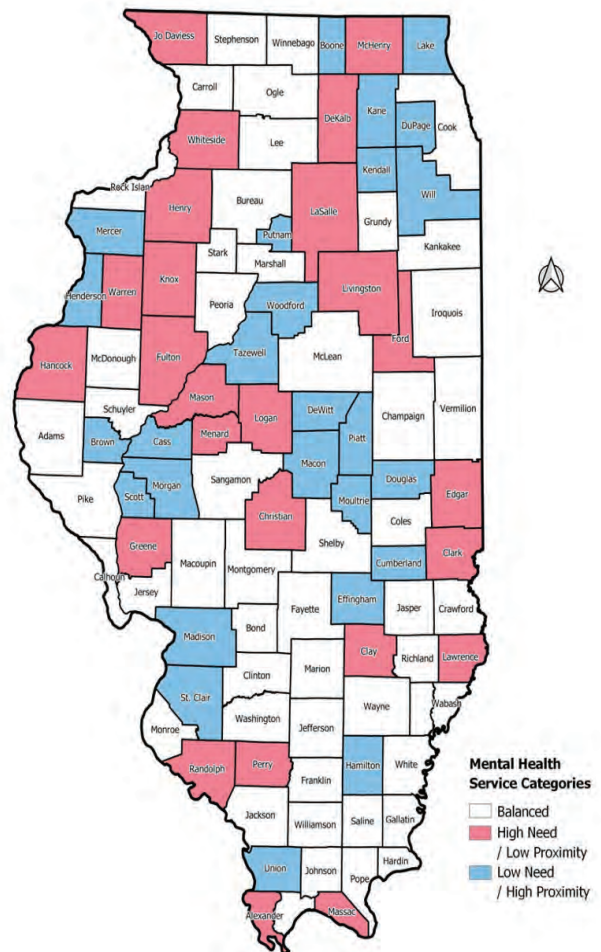 Jo Daviess
Stephenson
Winnebago
Boone
McHenry
Lake
Carroll
Ogle
DeKalb
Kane
DuPage
Cook
Whiteside
Lee
Kendall
Will
Rock Islan
Henry
Bureau
LaSalle
Grundy
Mercer
Putnam
Kankakee
Stark
Marshall
Henderson
Warren
Knox
Peoria
Woodford
Livingston
Iroquois
Ford
Hancock
McDonough
Fulton
Tazewell
McLean
Mason
Schuyler
Logan
DeWitt
Champaign
Vermilion
Adams
Brown
Cass
Menard
Piatt
Macon
Sangamon
Pike
Scott
Morgan
Moultrie
Douglas
Edgar
Christian
Coles
Greene
Shelby
Macoupin
Montgomery
Cumberland
Clark
Calhoun
Jersey
Fayette
Effingham
Jasper
Crawford
Madison
Bond
Clay
Richland
Lawrence
Marion
Clinton
St. Clair
Wayne
Wabash
Washington
Monroe
Jefferson
Randolph
Perry
Hamilton
White
Franklin
Jackson
Williamson
Saline
Gallatin
Union
Johnson
Pope
Hardin
Alexander
Massac
Mental Health
Service Categories
Balanced
High Need
/ Low Proximity
Low Need
/ High Proximity